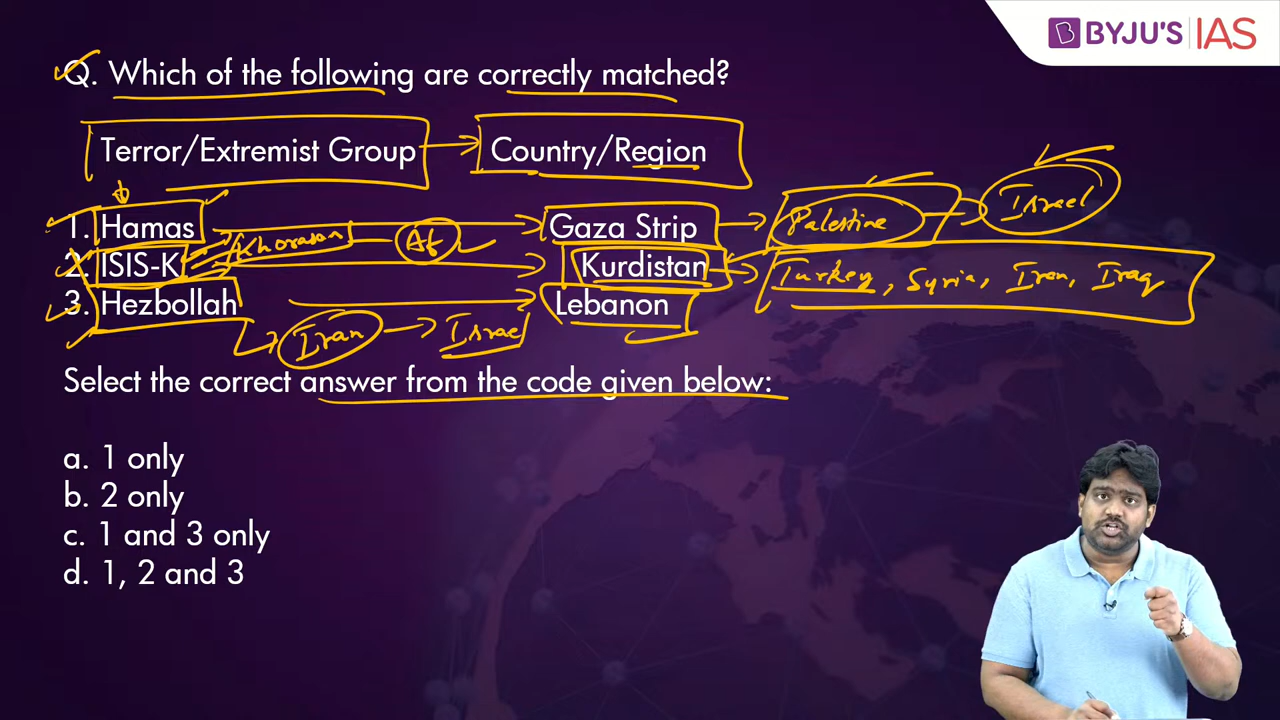 BYJU'S IAS
Q. Which of the following are correctly matched?
Terror/Extremist Group Country/Region
1. Hamas Gaza Strip Palestine Israel
Khorasan Af
2. ISIS-K Kurdistan Turkey, Syria, Iran, Iraq
3. Hezbollah Lebanon
Iran Israel
Select the correct answer from the code given below:
a. 1 only
b. 2 only
c. 1 and 3 only
d. 1, 2 and 3